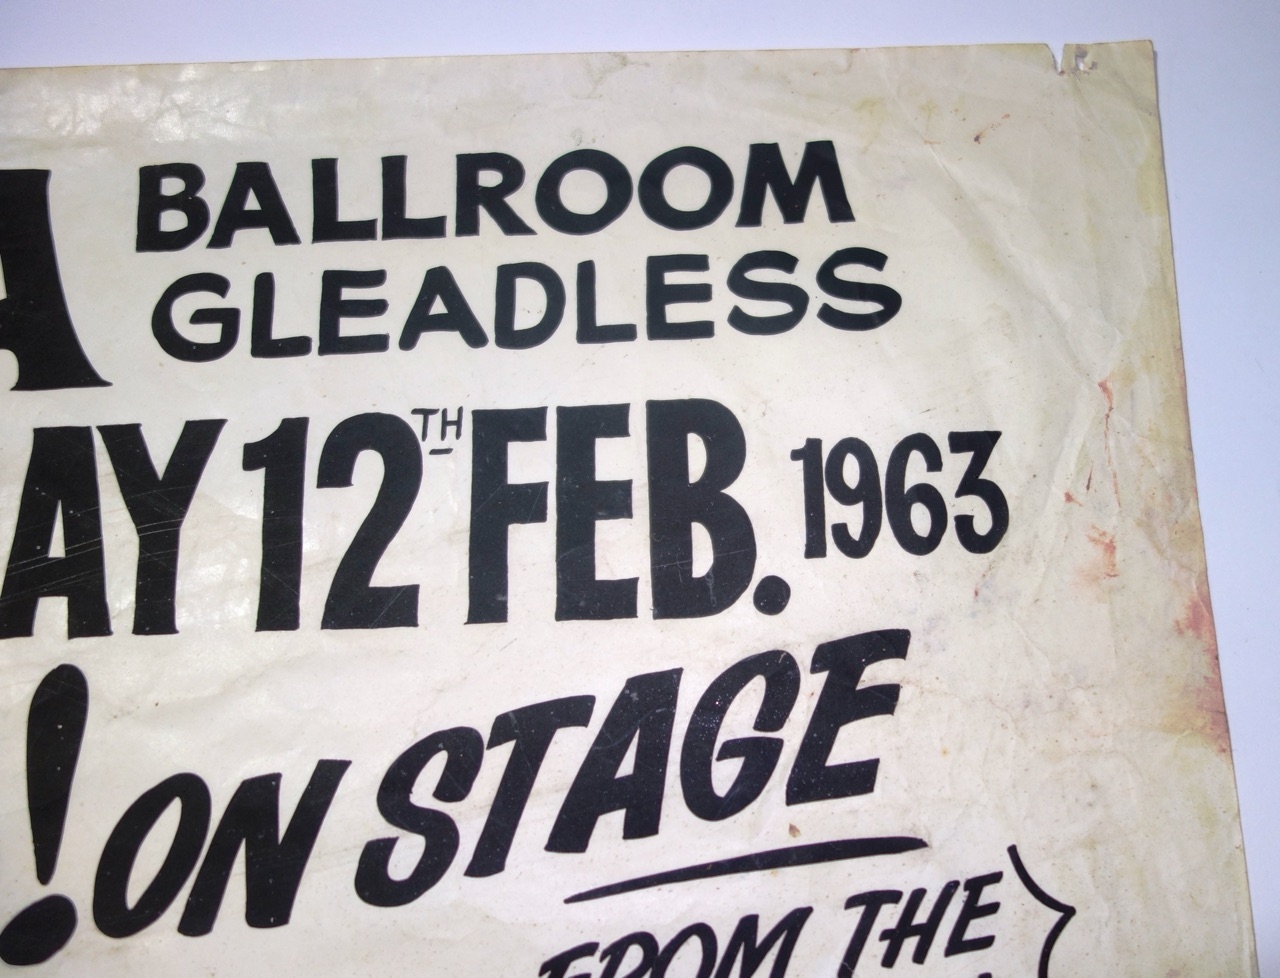 A BALLROOM
GLEADLESS
AY 12TH FEB. 1963
! ON STAGE
FROM THE